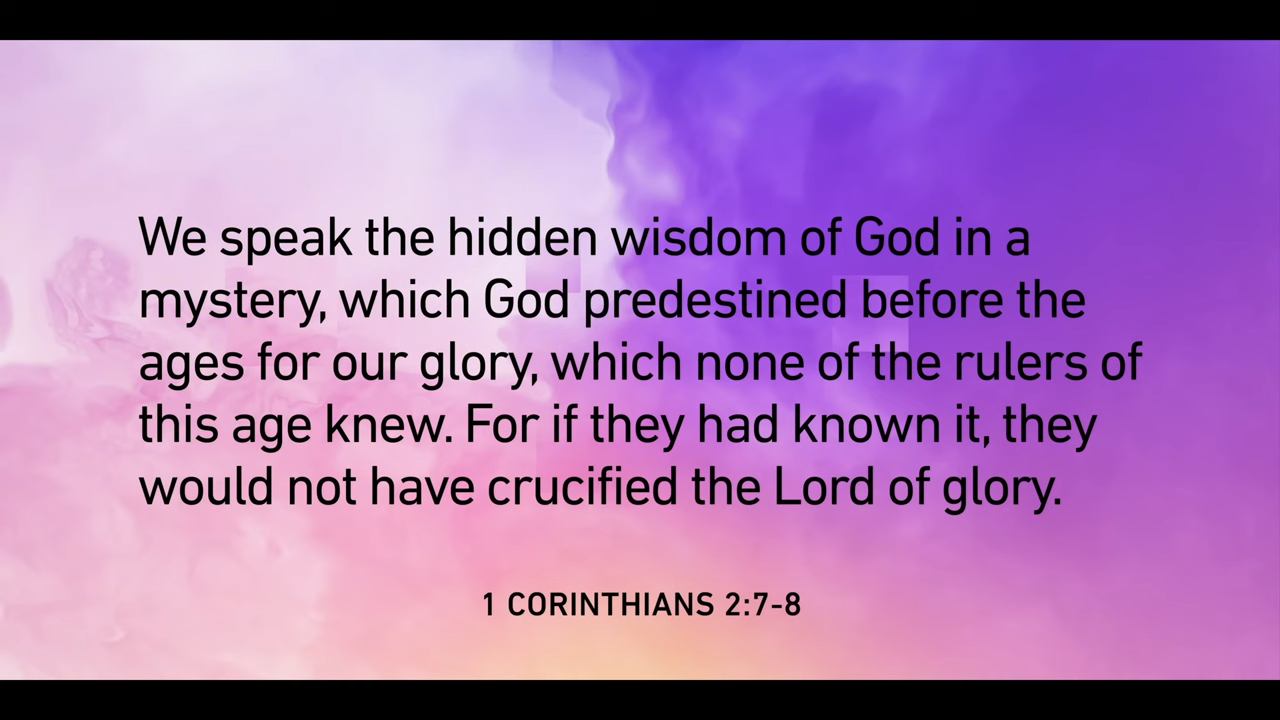 We speak the hidden wisdom of God in a
mystery, which God predestined before the
ages for our glory, which none of the rulers of
this age knew. For if they had known it, they
would not have crucified the Lord of glory.
1 CORINTHIANS 2:7-8